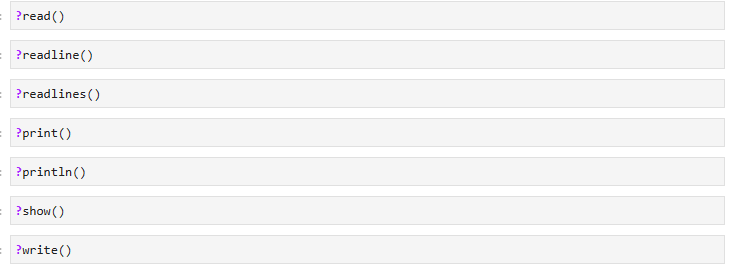 ?read()
?readline()
?readlines()
?print()
?println()
?show()
?write()